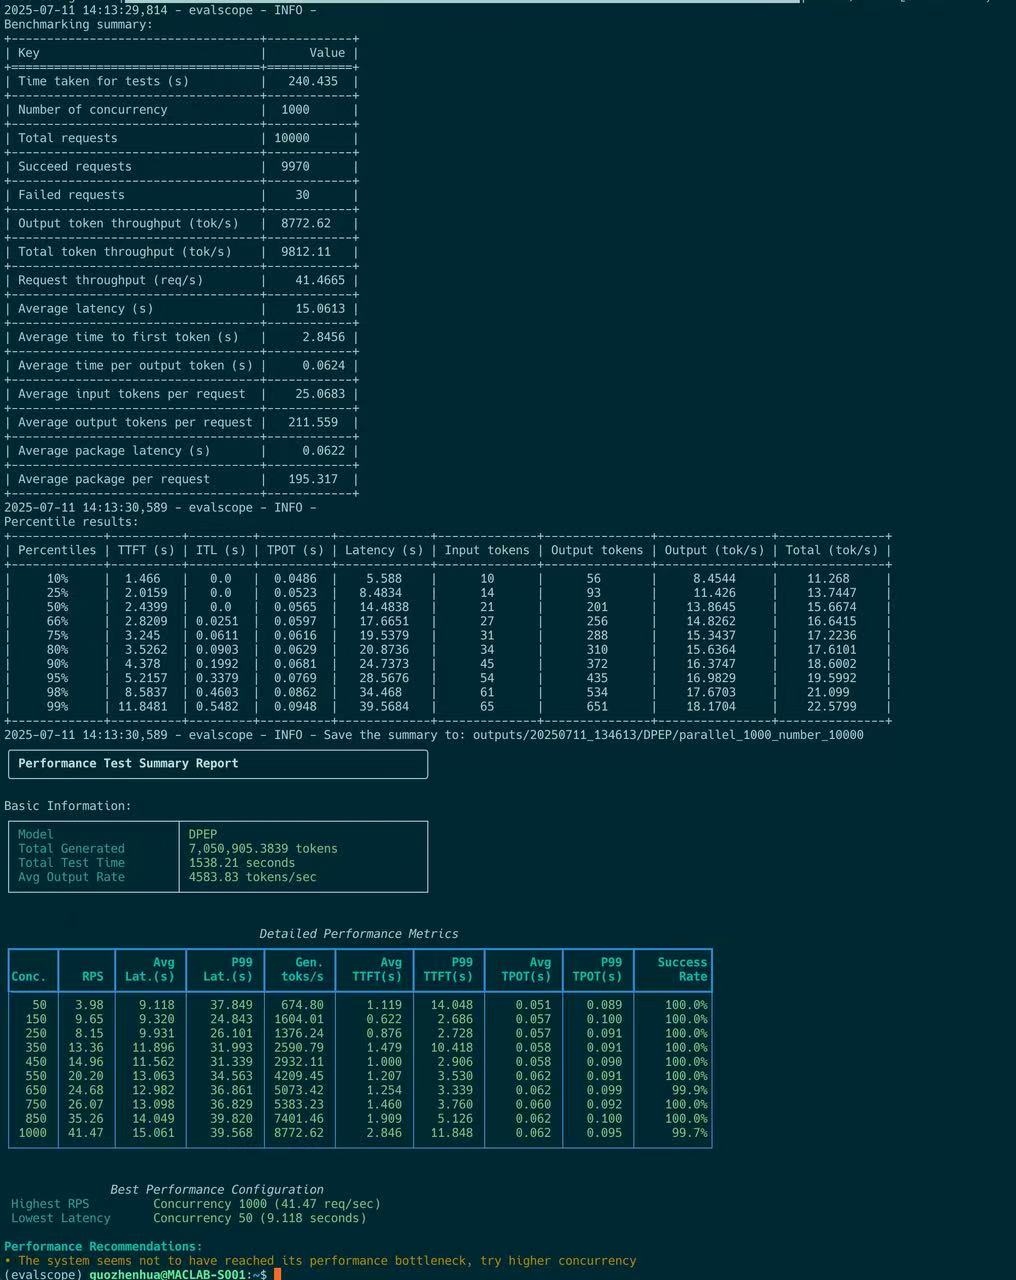 2025-07-11 14:13:29,814 - evalscope - INFO -
Benchmarking summary:
| Key | Value |
| Time taken for tests (s) | 240.435 |
| Number of concurrency | 1000 |
| Total requests | 10000 |
| Succeed requests | 9970 |
| Failed requests | 30 |
| Output token throughput (tok/s) | 8772.62 |
| Total token throughput (tok/s) | 9812.11 |
| Request throughput (req/s) | 41.4665 |
| Average latency (s) | 15.0613 |
| Average time to first token (s) | 2.8456 |
| Average time per output token (s) | 0.0624 |
| Average input tokens per request | 25.0683 |
| Average output tokens per request | 211.559 |
| Average package latency (s) | 0.0622 |
| Average package per request | 195.317 |
2025-07-11 14:13:30,589 - evalscope - INFO -
Percentile results:
| Percentiles | TTFT (s) | ITL (s) | TPOT (s) | Latency (s) | Input tokens | Output tokens | Output (tok/s) | Total (tok/s) |
| 10% | 1.466 | 0.0 | 0.0486 | 5.588 | 10 | 56 | 8.4544 | 11.268 |
| 25% | 2.0159 | 0.0 | 0.0523 | 8.4834 | 14 | 93 | 11.426 | 13.7447 |
| 50% | 2.4399 | 0.0 | 0.0565 | 14.4838 | 21 | 201 | 13.8645 | 15.6674 |
| 66% | 2.8209 | 0.0251 | 0.0597 | 17.6651 | 27 | 256 | 14.8262 | 16.6415 |
| 75% | 3.245 | 0.0611 | 0.0616 | 19.5379 | 31 | 288 | 15.3437 | 17.2236 |
| 80% | 3.5262 | 0.0903 | 0.0629 | 20.8736 | 34 | 310 | 15.6364 | 17.6101 |
| 90% | 4.378 | 0.1992 | 0.0681 | 24.7373 | 45 | 372 | 16.3747 | 18.6002 |
| 95% | 5.2157 | 0.3379 | 0.0769 | 28.5676 | 54 | 435 | 16.9829 | 19.5992 |
| 98% | 8.5837 | 0.4603 | 0.0862 | 34.468 | 61 | 534 | 17.6703 | 21.099 |
| 99% | 11.8481 | 0.5482 | 0.0948 | 39.5684 | 65 | 651 | 18.1704 | 22.5799 |
2025-07-11 14:13:30,589 - evalscope - INFO - Save the summary to: outputs/20250711_134613/DPEP/parallel_1000_number_10000
Performance Test Summary Report
Basic Information:
Model DPEP
Total Generated 7,050,905.3839 tokens
Total Test Time 1538.21 seconds
Avg Output Rate 4583.83 tokens/sec
Detailed Performance Metrics
Avg P99 Gen. Avg P99 Avg P99 Success
Conc. RPS Lat.(s) Lat.(s) toks/s TTFT(s) TTFT(s) TPOT(s) TPOT(s) Rate
50 3.98 9.118 37.849 674.80 1.119 14.048 0.051 0.089 100.0%
150 9.65 9.320 24.843 1604.01 0.622 2.686 0.057 0.100 100.0%
250 8.15 9.931 26.101 1376.24 0.876 2.728 0.057 0.091 100.0%
350 13.36 11.896 31.993 2590.79 1.479 10.418 0.058 0.091 100.0%
450 14.96 11.562 31.339 2932.11 1.000 2.906 0.058 0.090 100.0%
550 20.20 13.063 34.563 4209.45 1.207 3.530 0.062 0.091 100.0%
650 24.68 12.982 36.861 5073.42 1.254 3.339 0.062 0.099 99.9%
750 26.07 13.098 36.829 5383.23 1.460 3.760 0.060 0.092 100.0%
850 35.26 14.049 39.820 7401.46 1.909 5.126 0.062 0.100 100.0%
1000 41.47 15.061 39.568 8772.62 2.846 11.848 0.062 0.095 99.7%
Best Performance Configuration
Highest RPS Concurrency 1000 (41.47 req/sec)
Lowest Latency Concurrency 50 (9.118 seconds)
Performance Recommendations:
• The system seems not to have reached its performance bottleneck, try higher concurrency
(evalscope) guozhenhua@MACLAB-S001:~$